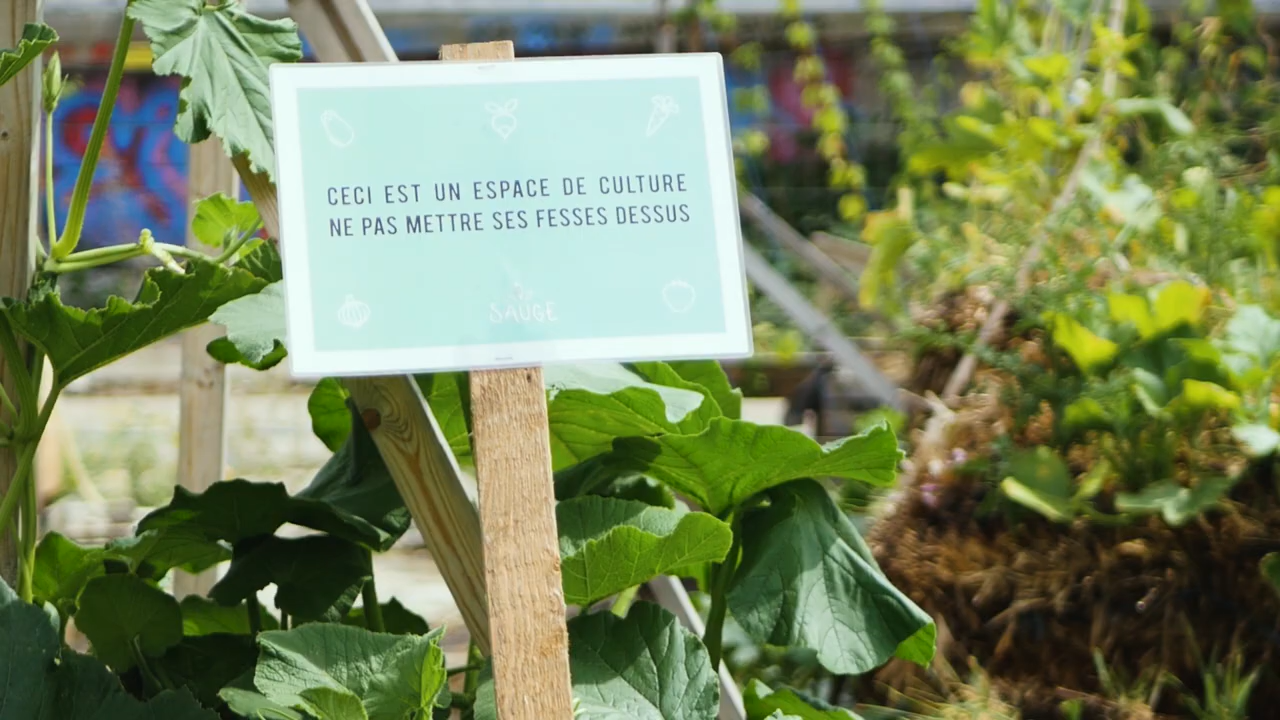 CECI EST UN ESPACE DE CULTURE
NE PAS METTRE SES FESSES DESSUS
SAUGE